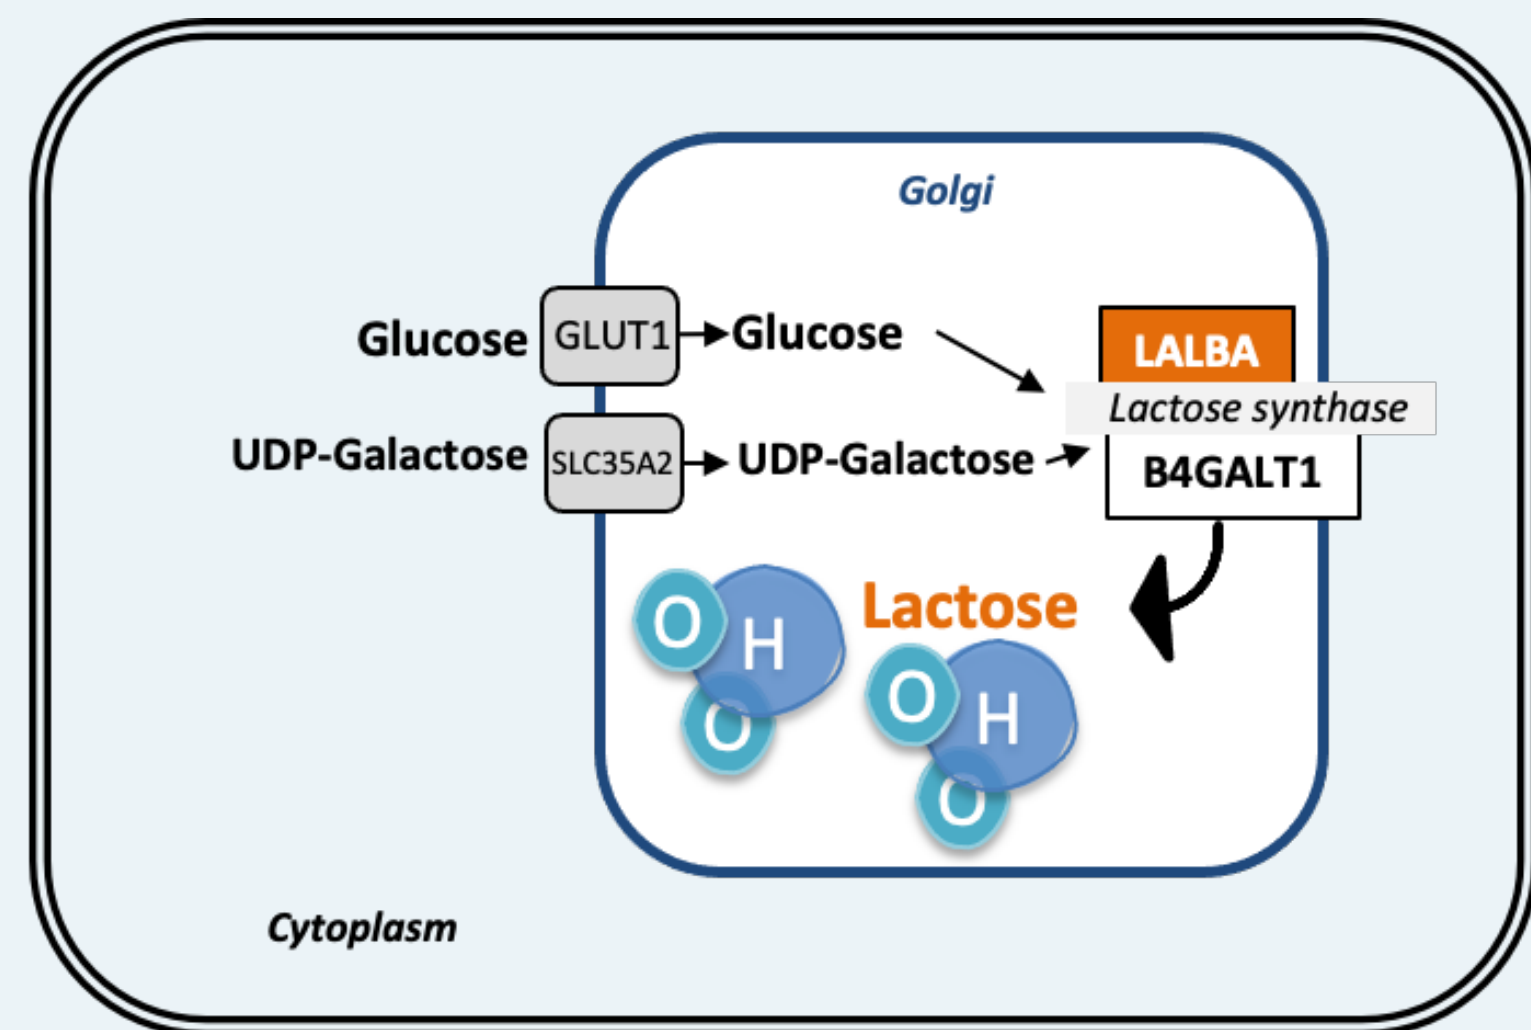 Golgi
Glucose GLUT1 Glucose
LALBA
Lactose synthase
UDP-Galactose SLC35A2 UDP-Galactose
B4GALT1
Lactose
O H
O
O H
O
Cytoplasm